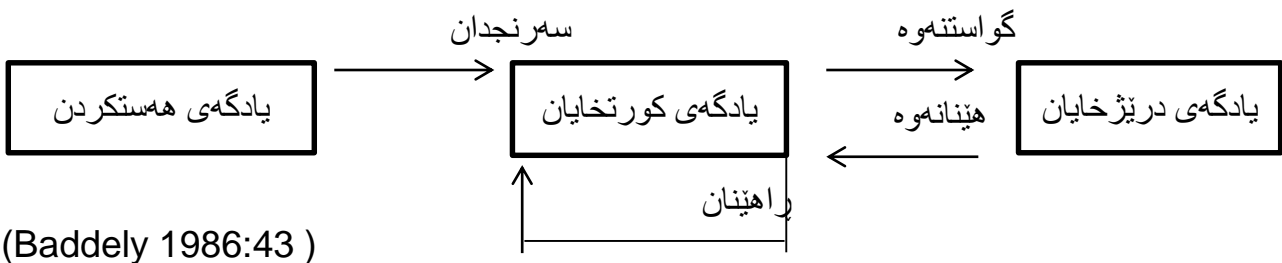 سەرنجدان
گواستنەوە
یادگەی هەستکردن
یادگەی کورتخایان
هێنانەوە
یادگەی درێژخایان
ڕاهێنان
(Baddely 1986:43 )